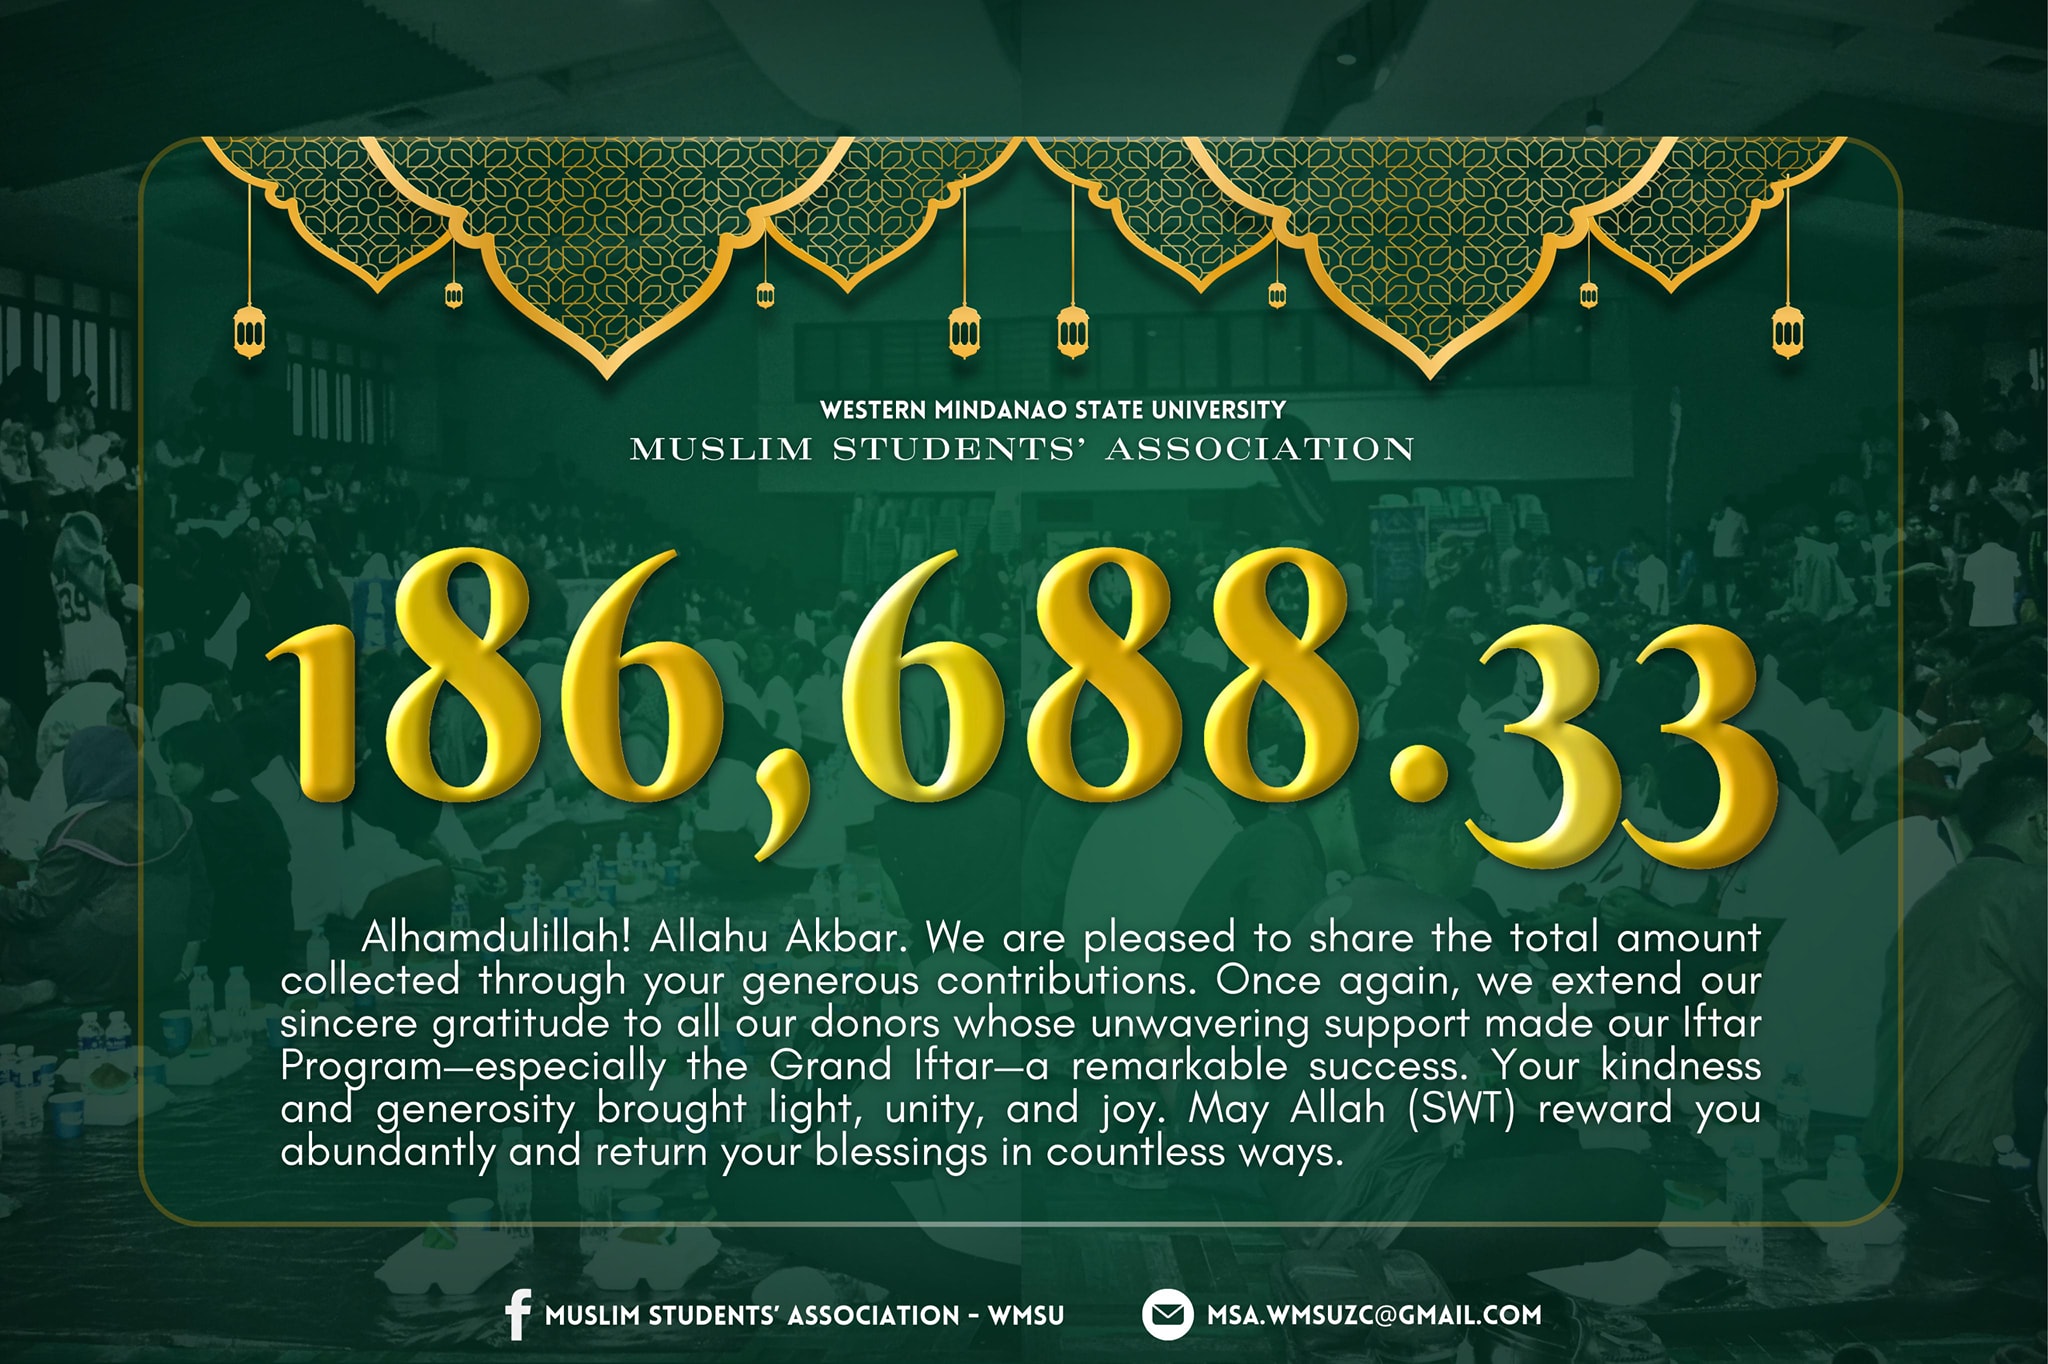 WESTERN MINDANAO STATE UNIVERSITY
MUSLIM STUDENTS' ASSOCIATION
186,688.33
Alhamdulillah! Allahu Akbar. We are pleased to share the total amount
collected through your generous contributions. Once again, we extend our
sincere gratitude to all our donors whose unwavering support made our Iftar
Program—especially the Grand Iftar—a remarkable success. Your kindness
and generosity brought light, unity, and joy. May Allah (SWT) reward you
abundantly and return your blessings in countless ways.
MUSLIM STUDENTS' ASSOCIATION - WMSU
MSA.WMSUZC@GMAIL.COM
39